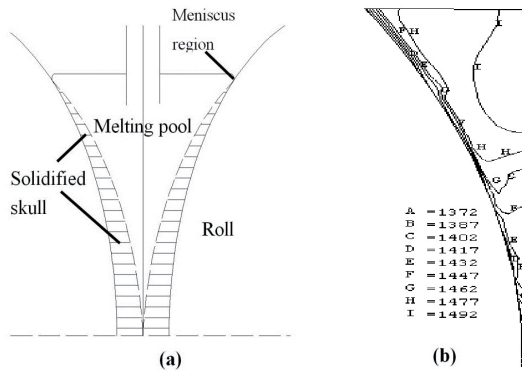 Meniscus
region
Melting pool
Solidified
skull
Roll
(a)
F H
I
D
E
I
H H
G
F
E
D
A =1372
B =1387
C =1402
D =1417
E =1432
F =1447
G =1462
H =1477
I =1492
(b)